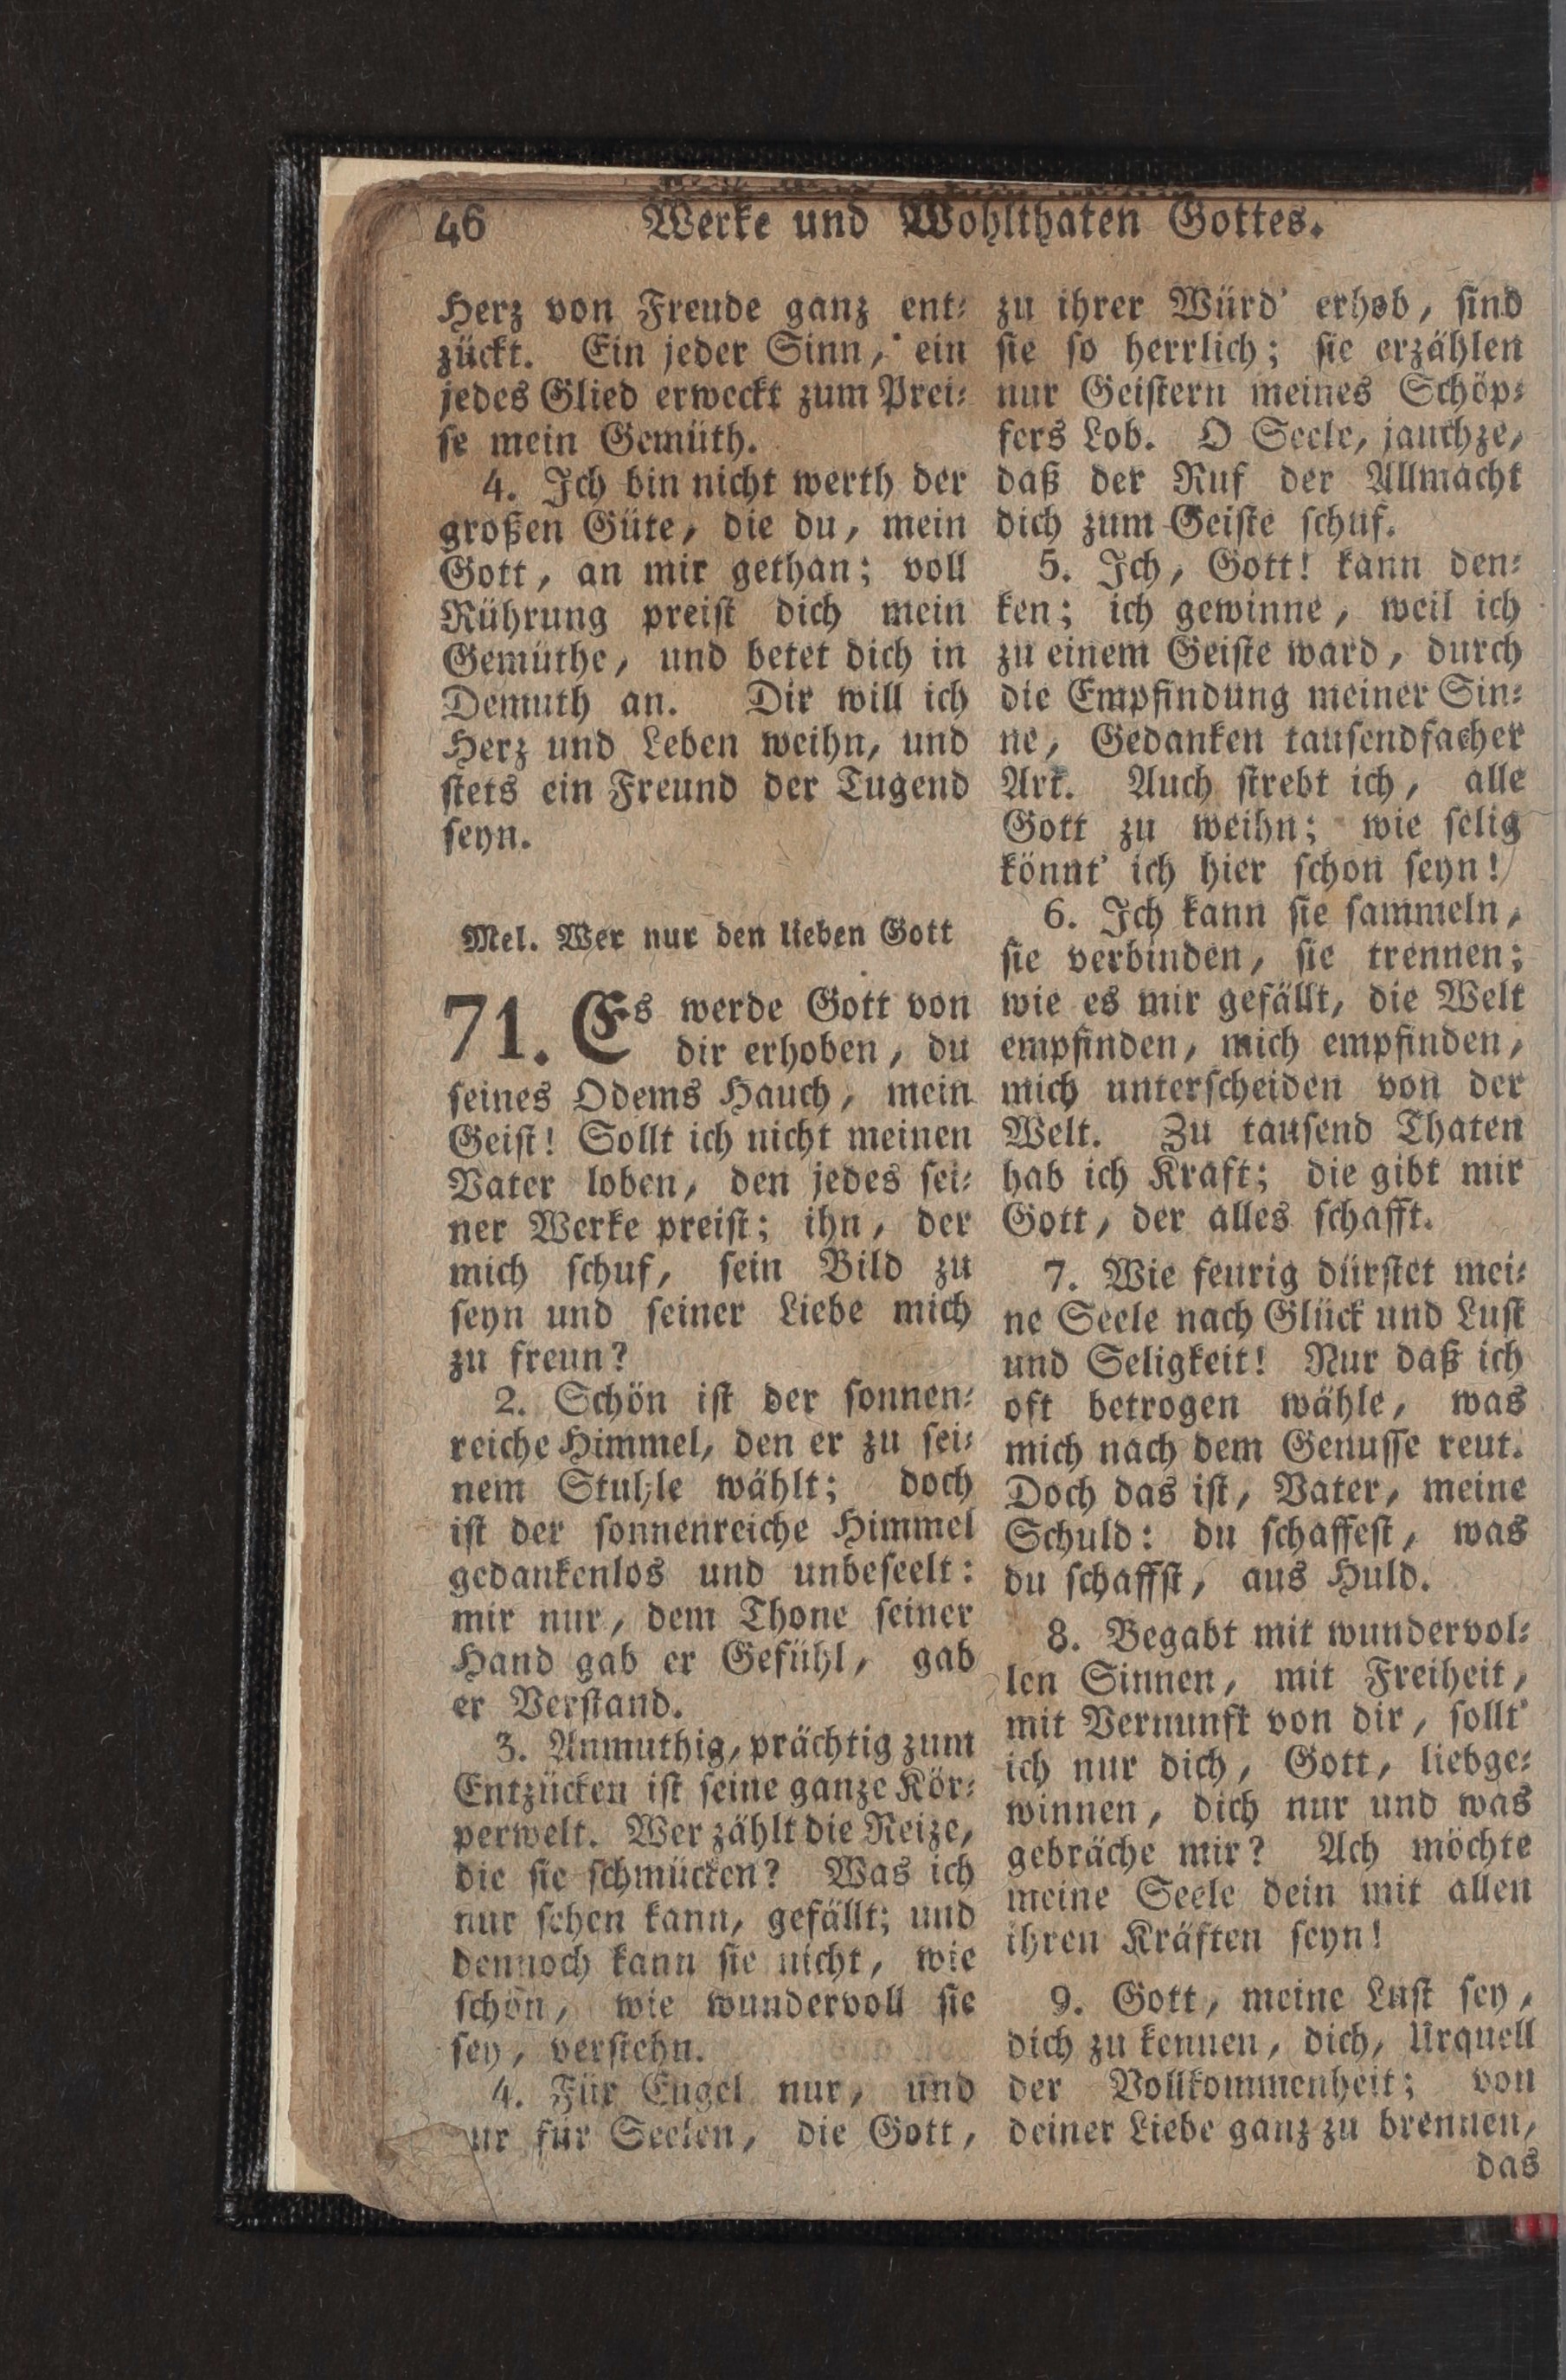 46 Werke und Wohlthaten Gottes.
Herz von Freude ganz ent-
zückt. Ein jeder Sinn, ein
jedes Glied erweckt zum Prei-
se mein Gemüth.
4. Ich bin nicht werth der
großen Güte, die du, mein
Gott, an mir gethan; voll
Rührung preist dich mein
Gemüthe, und betet dich in
Demuth an. Dir will ich
Herz und Leben weihn, und
stets ein Freund der Tugend
seyn.
Mel. Wer nur den lieben Gott
71. Es werde Gott von
dir erhoben, du
seines Odems Hauch, mein
Geist! Sollt ich nicht meinen
Vater loben, den jedes sei-
ner Werke preist; ihn, der
mich schuf, sein Bild zu
seyn und seiner Liebe mich
zu freun?
2. Schön ist der sonnen-
reiche Himmel, den er zu sei-
nem Stuhle wählt; doch
ist der sonnenreiche Himmel
gedankenlos und unbeseelt:
mir nur, dem Thone seiner
Hand gab er Gefühl, gab
er Verstand.
3. Anmuthig, prächtig zum
Entzücken ist seine ganze Kör-
perwelt. Wer zählt die Reize,
die sie schmücken? Was ich
nur sehen kann, gefällt; und
dennoch kann sie nicht, wie
schön, wie wundervoll sie
sey, verstehn.
4. Für Engel nur, und
ur für Seelen, die Gott,
zu ihrer Würd' erhob, sind
sie so herrlich; sie erzählen
nur Geistern meines Schöp-
fers Lob. O Seele, jauchze,
daß der Ruf der Allmacht
dich zum Geiste schuf.
5. Ich, Gott! kann den-
ken; ich gewinne, weil ich
zu einem Geiste ward, durch
die Empfindung meiner Sin-
ne, Gedanken tausendfacher
Art. Auch strebt ich, alle
Gott zu weihn; wie selig
könnt' ich hier schon seyn!
6. Ich kann sie sammeln,
sie verbinden, sie trennen;
wie es mir gefällt, die Welt
empfinden, mich empfinden,
mich unterscheiden von der
Welt. Zu tausend Thaten
hab ich Kraft; die gibt mir
Gott, der alles schafft.
7. Wie feurig dürstet mei-
ne Seele nach Glück und Lust
und Seligkeit! Nur daß ich
oft betrogen wähle, was
mich nach dem Genusse reut.
Doch das ist, Vater, meine
Schuld: du schaffest, was
du schaffst, aus Huld.
8. Begabt mit wundervol-
len Sinnen, mit Freiheit,
mit Vernunft von dir, sollt'
ich nur dich, Gott, liebge-
winnen, dich nur und was
gebräche mir? Ach möchte
meine Seele dein mit allen
ihren Kräften seyn!
9. Gott, meine Lust sey,
dich zu kennen, dich, Urquell
der Vollkommenheit; von
deiner Liebe ganz zu brennen,
das